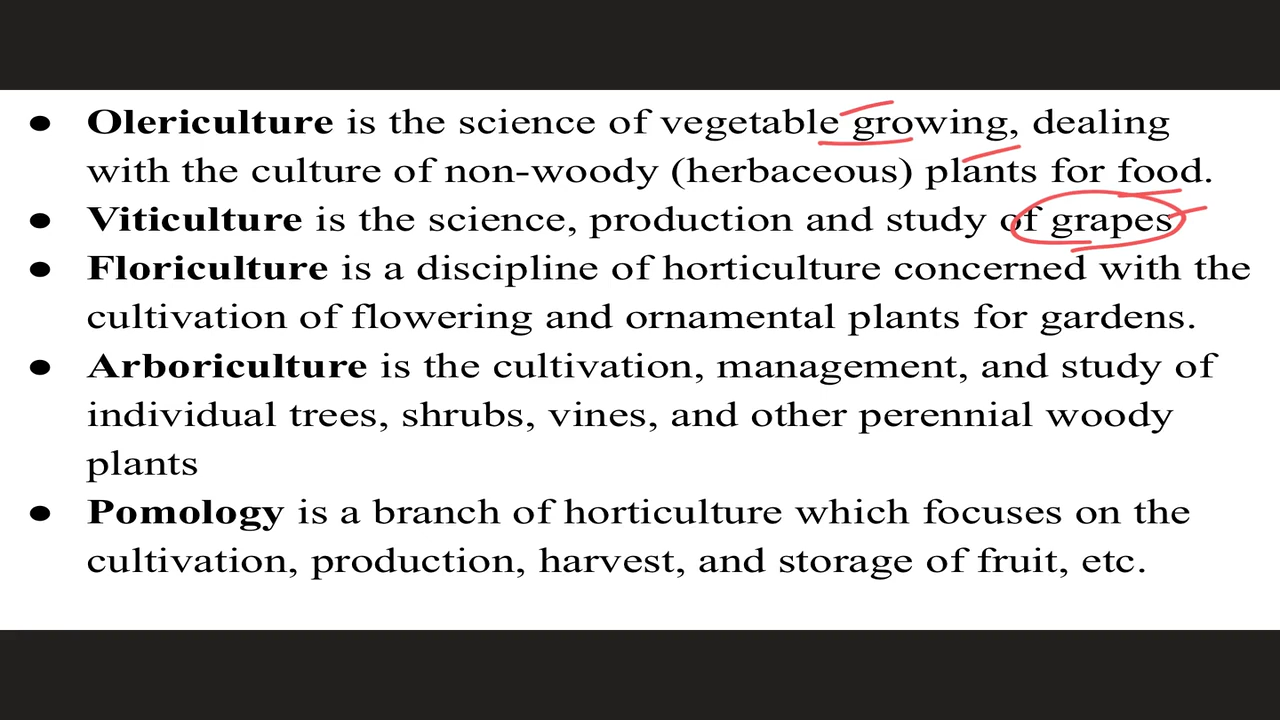 ● Olericulture is the science of vegetable growing, dealing
with the culture of non-woody (herbaceous) plants for food.
● Viticulture is the science, production and study of grapes
● Floriculture is a discipline of horticulture concerned with the
cultivation of flowering and ornamental plants for gardens.
● Arboriculture is the cultivation, management, and study of
individual trees, shrubs, vines, and other perennial woody
plants
● Pomology is a branch of horticulture which focuses on the
cultivation, production, harvest, and storage of fruit, etc.